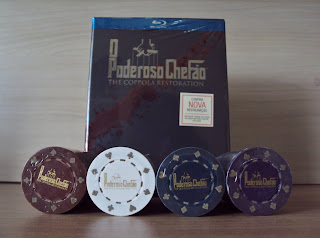 O
Poderoso Chefão
THE COPPOLA RESTORATION
NOVA
Poderoso Chefão
Poderoso Chefão
Poderoso Chefão
Poderoso Chefão